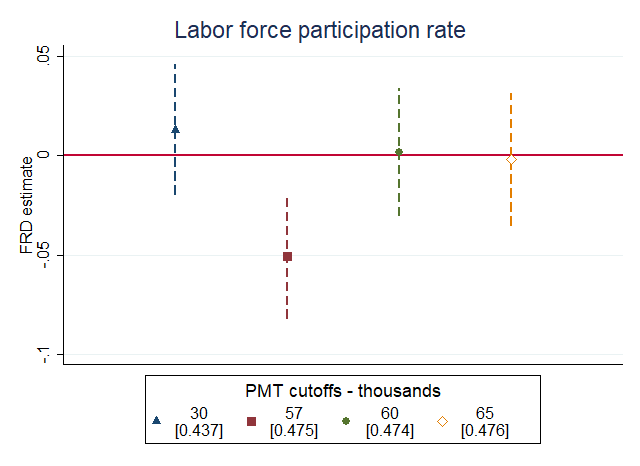 Labor force participation rate
.05
0
-.05
-.1
FRD estimate
PMT cutoffs - thousands
30 57 60 65
[0.437] [0.475] [0.474] [0.476]